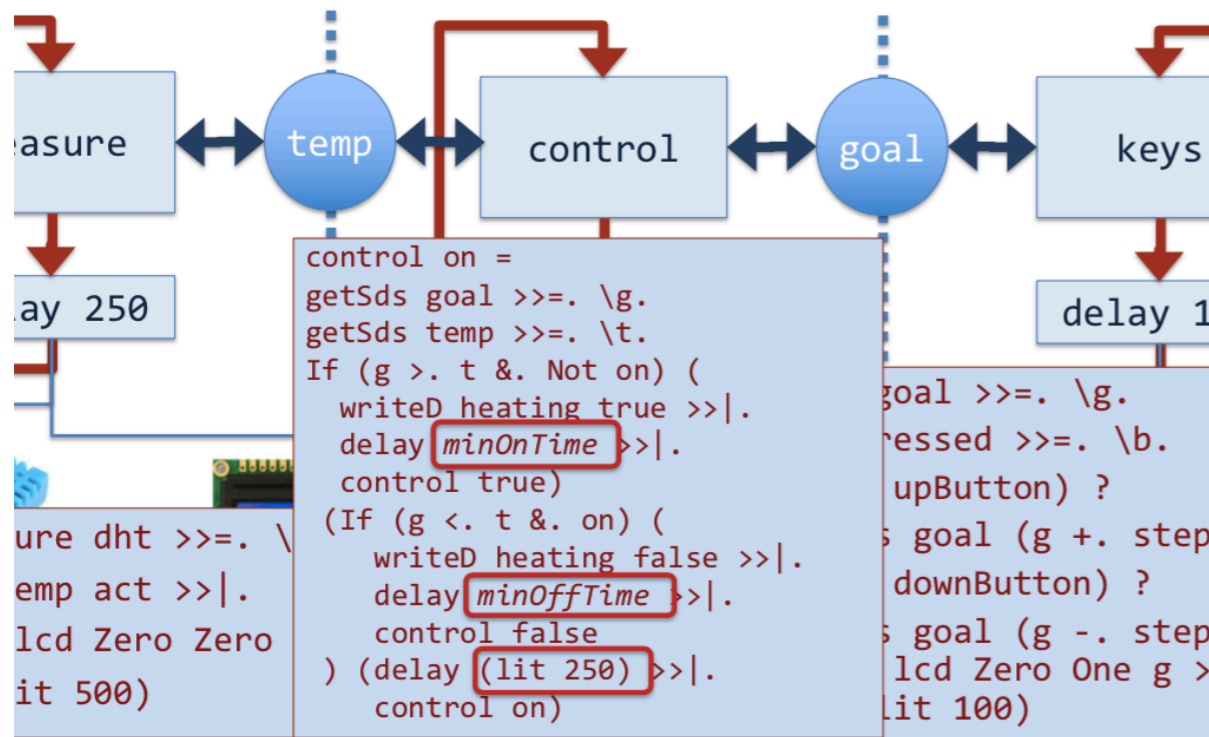 easure
temp
control
goal
keys
ay 250
delay 1
control on =
getSds goal >>=. \g.
getSds temp >>=. \t.
If (g >. t &. Not on) (
writeD heating true >>|.
delay minOnTime >>|.
control true)
(If (g <. t &. on) (
writeD heating false >>|.
delay minOffTime >>|.
control false
) (delay (lit 250) >>|.
control on)
ure dht >>=. \
emp act >>|.
lcd Zero Zero
it 500)
goal >>=. \g.
ressed >>=. \b.
upButton) ?
s goal (g +. step
downButton) ?
s goal (g -. step
lcd Zero One g >
lit 100)